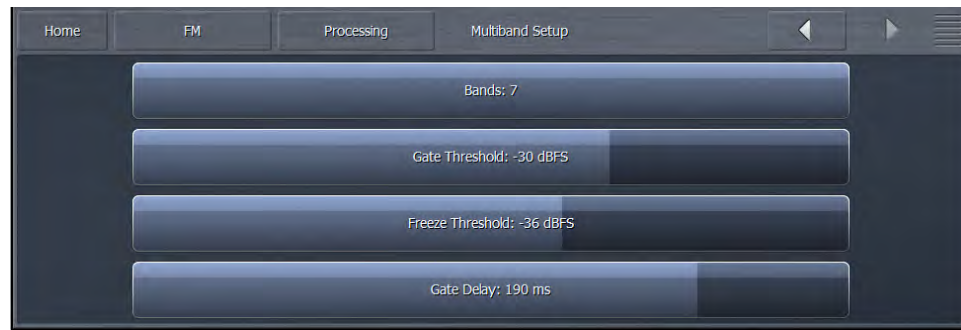 Home FM Processing Multiband Setup
Bands: 7
Gate Threshold: -30 dBFS
Freeze Threshold: -36 dBFS
Gate Delay: 190 ms